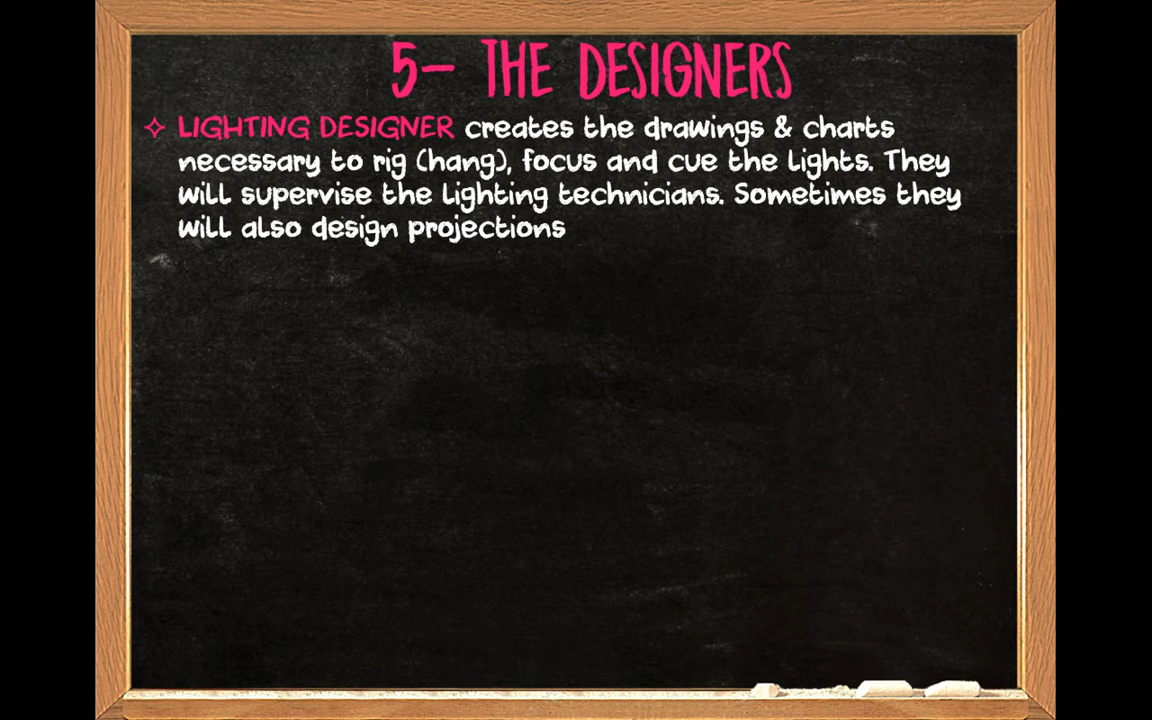 5- THE DESIGNERS
✧ LIGHTING DESIGNER creates the drawings & charts
necessary to rig (hang), focus and cue the lights. They
will supervise the lighting technicians. Sometimes they
will also design projections